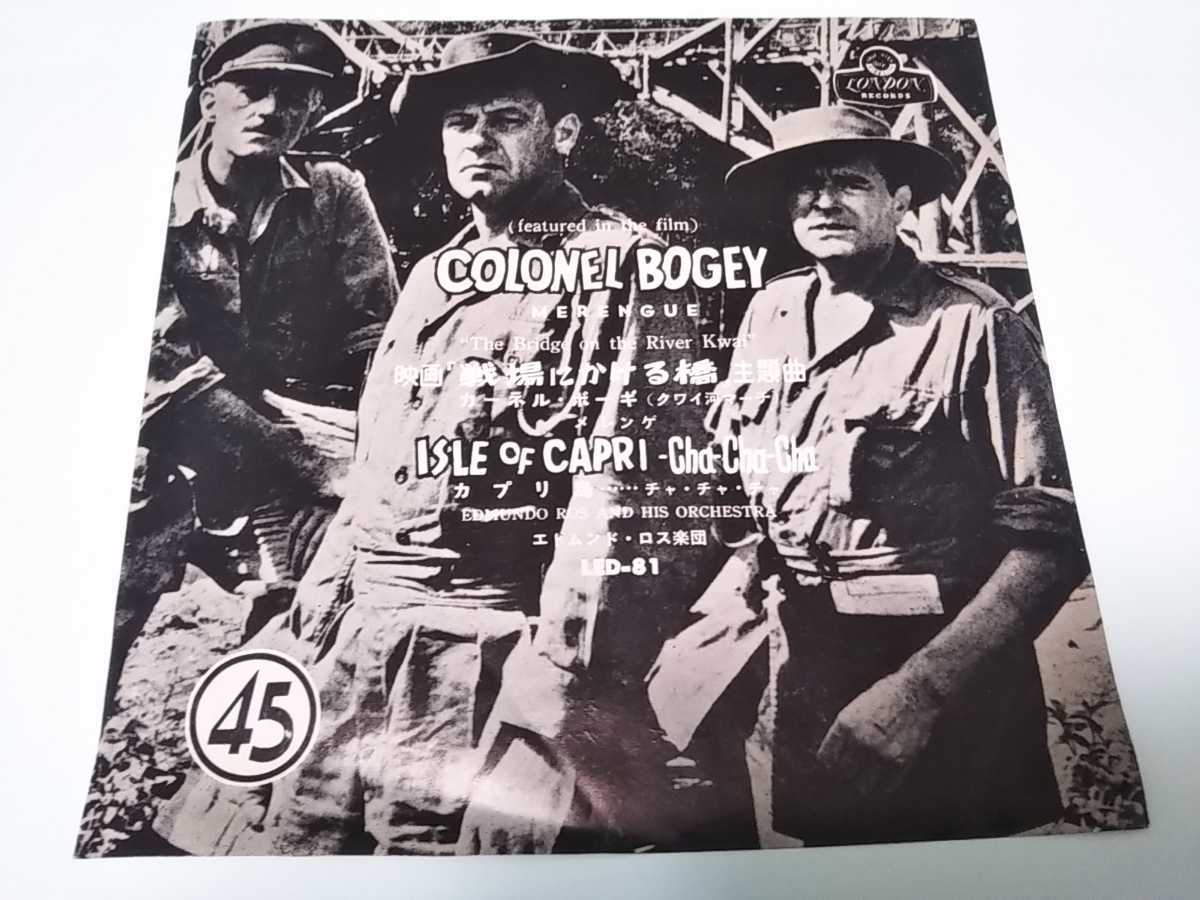 LONDON
RECORDS
(featured in the film)
COLONEL BOGEY
MERENGUE
"The Bridge on the River Kwai"
映画「戦場にかける橋」主題曲
カーネル・ボーギ(クワイ河マーチ)
メレンゲ
ISLE OF CAPRI -Cha-Cha-Cha
カプリ島……チャ・チャ・チャ
EDMUNDO ROS AND HIS ORCHESTRA
エドムンド・ロス楽団
LED-81
45